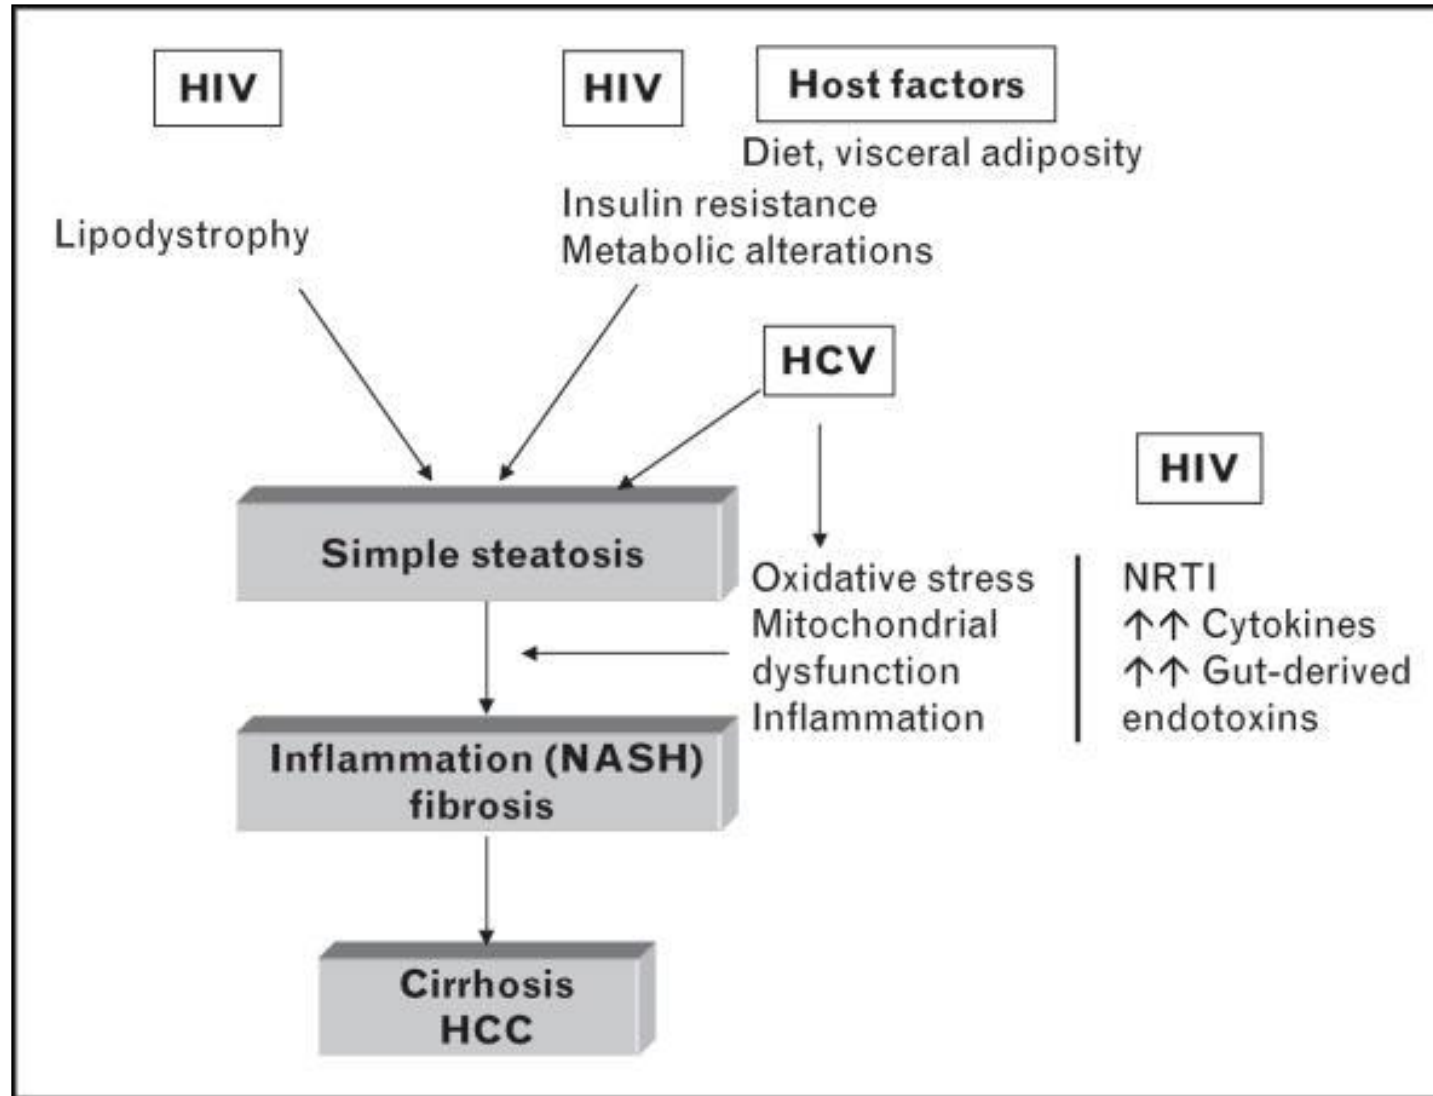 HIV
HIV
Host factors
Diet, visceral adiposity
Lipodystrophy
Insulin resistance
Metabolic alterations
HCV
HIV
Simple steatosis
Oxidative stress
Mitochondrial
dysfunction
Inflammation
NRTI
↑↑ Cytokines
↑↑ Gut-derived
endotoxins
Inflammation (NASH)
fibrosis
Cirrhosis
HCC